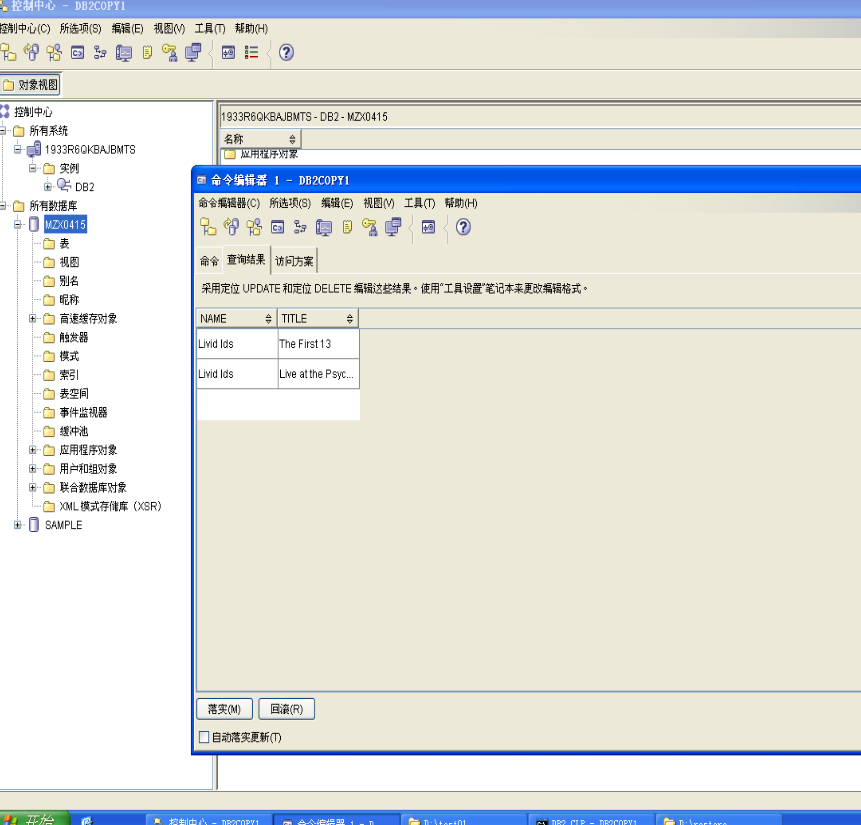 控制中心 - DB2COPY1
控制中心(C) 所选项(S) 编辑(E) 视图(V) 工具(T) 帮助(H)
对象视图
控制中心
所有系统
1933R6QKBAJBMTS
实例
DB2
所有数据库
MZX0415
表
视图
别名
昵称
高速缓存对象
触发器
模式
索引
表空间
事件监视器
缓冲池
应用程序对象
用户和组对象
联合数据库对象
XML 模式存储库（XSR）
SAMPLE
1933R6QKBAJBMTS - DB2 - MZX0415
名称
应用程序对象
命令编辑器 1 - DB2COPY1
命令编辑器(C) 所选项(S) 编辑(E) 视图(V) 工具(T) 帮助(H)
命令 查询结果 访问方案
采用定位 UPDATE 和定位 DELETE 编辑这些结果。使用“工具设置”笔记本来更改编辑格式。
NAME TITLE
Livid Ids The First 13
Livid Ids Live at the Psyc...
落实(M) 回滚(R)
自动落实更新(T)
开始 控制中心 - DB2COPY1 命令编辑器 1 - D... D:\test01 DB2 CLP - DB2COPY1 D:\restore